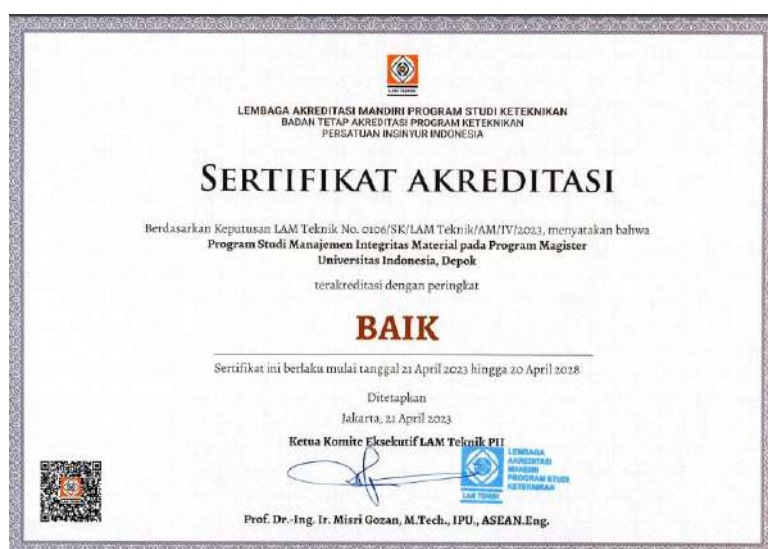 LAM TEKNIK
LEMBAGA AKREDITASI MANDIRI PROGRAM STUDI KETEKNIKAN
BADAN TETAP AKREDITASI PROGRAM KETEKNIKAN
PERSATUAN INSINYUR INDONESIA
SERTIFIKAT AKREDITASI
Berdasarkan Keputusan LAM Teknik No. 0106/SK/LAM Teknik/AM/IV/2023, menyatakan bahwa
Program Studi Manajemen Integritas Material pada Program Magister
Universitas Indonesia, Depok
terakreditasi dengan peringkat
BAIK
Sertifikat ini berlaku mulai tanggal 21 April 2023 hingga 20 April 2028
Ditetapkan
Jakarta, 21 April 2023
Ketua Komite Eksekutif LAM Teknik PII
LEMBAGA
AKREDITASI
MANDIRI
PROGRAM STUDI
KETEKNIKAN
LAM TEKNIK
Prof. Dr.-Ing. Ir. Misri Gozan, M.Tech., IPU., ASEAN.Eng.